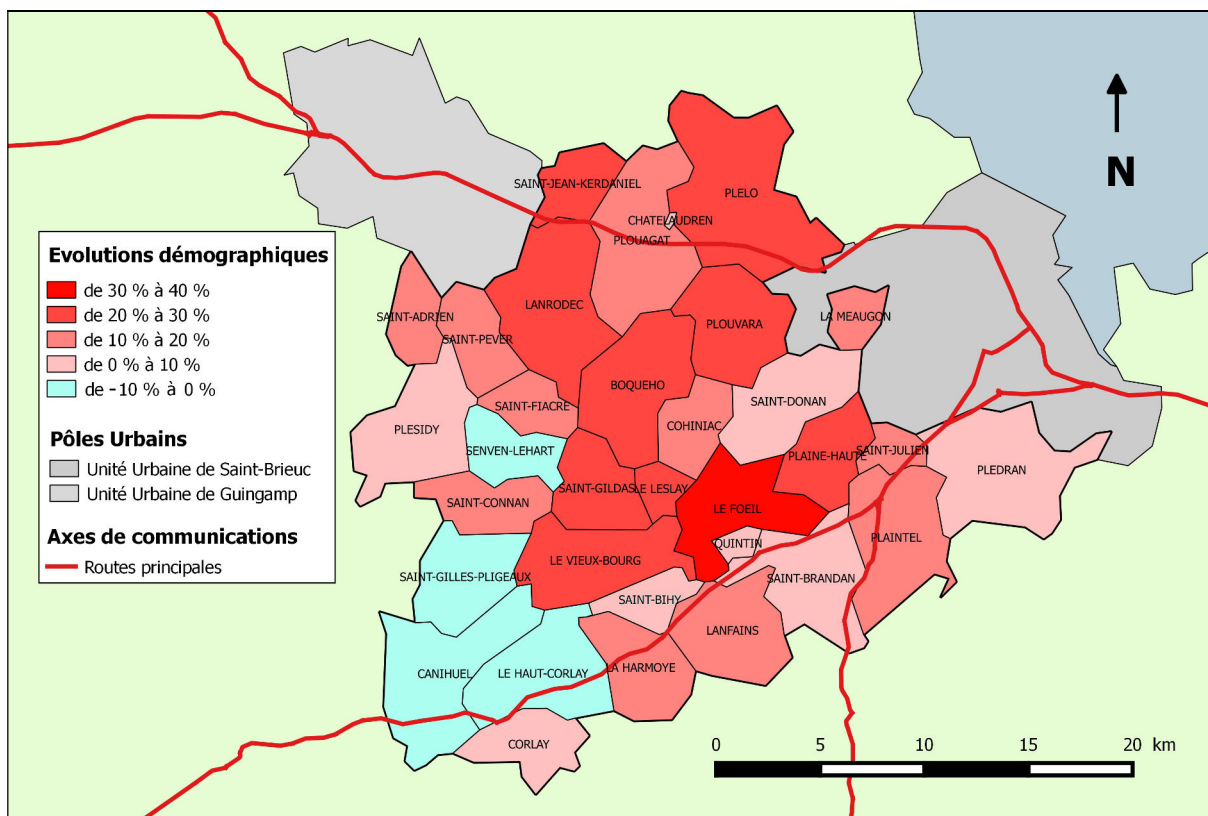 N
SAINT-JEAN-KERDANIEL
PLELO
CHATELAUDREN
PLOUAGAT
Evolutions démographiques
de 30 % à 40 %
de 20 % à 30 %
de 10 % à 20 %
de 0 % à 10 %
de -10 % à 0 %
Pôles Urbains
Unité Urbaine de Saint-Brieuc
Unité Urbaine de Guingamp
Axes de communications
Routes principales
LANRODEC
SAINT-ADRIEN
LA MEAUGON
PLOUVARA
SAINT-PEVER
BOQUEHO
SAINT-DONAN
SAINT-FIACRE
COHINIAC
PLESIDY
SENVEN-LEHART
PLAINE-HAUTE
SAINT-JULIEN
PLEDRAN
SAINT-GILDAS
LE LESLAY
SAINT-CONNAN
LE FOEIL
PLAINTEL
QUINTIN
LE VIEUX-BOURG
SAINT-GILLES-PLIGEAUX
SAINT-BRANDAN
SAINT-BIHY
LANFAINS
CANIHUEL
LE HAUT-CORLAY
LA HARMOYE
CORLAY
0 5 10 15 20 km